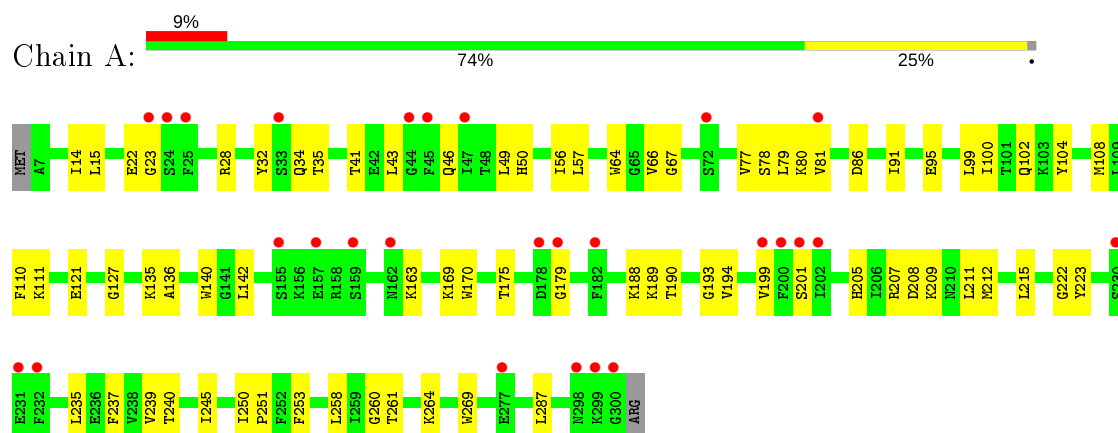 9%
Chain A:
74% 25% •
MET A7 I14 L15 E22 G23 S24 F25 R28 Y32 S33 Q34 T35 T41 E42 L43 G44 F45 Q46 I47 T48 L49 H50 I56 L57 W64 G65 V66 G67 S72 V77 S78 L79 K80 V81 D86 I91 E95 L99 I100 T101 Q102 K103 Y104 M108 L109
F110 K111 E121 G127 K135 A136 W140 G141 L142 S155 K156 E157 R158 S159 N162 K163 K169 W170 T175 D178 G179 F182 K188 K189 T190 G193 V194 V199 F200 S201 I202 H205 I206 R207 D208 K209 N210 L211 M212 L215 G222 Y223 S230
E231 F232 L235 E236 F237 V238 V239 T240 I245 I250 P251 F252 F253 L258 I259 G260 T261 K264 W269 E277 L287 N298 K299 G300 ARG